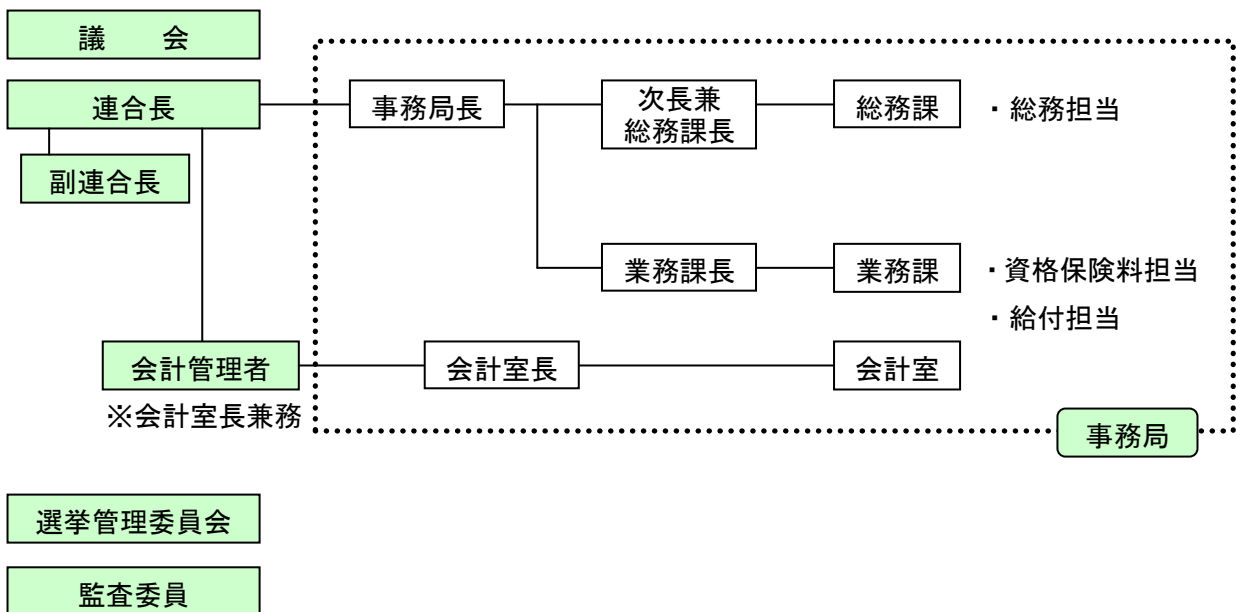 議　　会
連合長
事務局長
次長兼
総務課長
総務課
・総務担当
副連合長
業務課長
業務課
・資格保険料担当
・給付担当
会計管理者
会計室長
会計室
※会計室長兼務
事務局
選挙管理委員会
監査委員